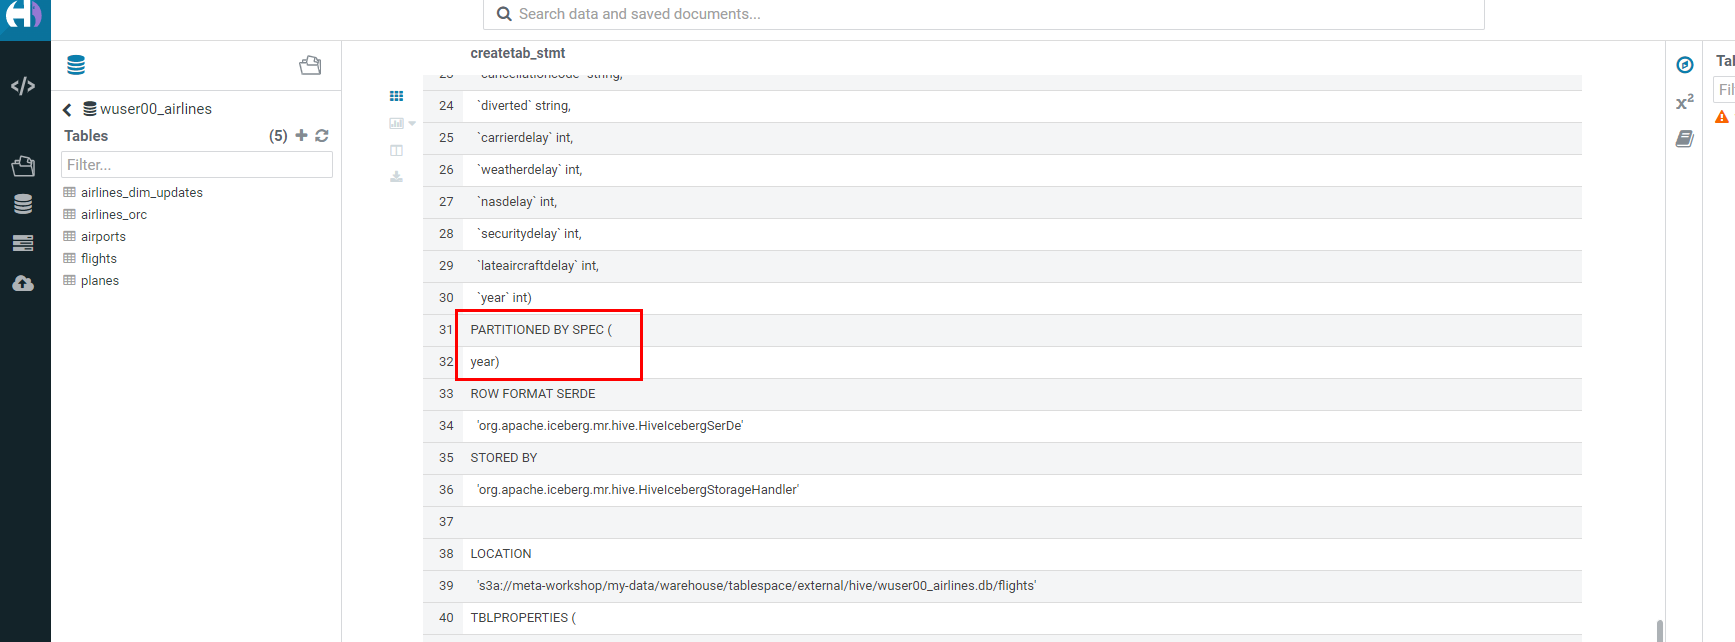 Search data and saved documents...
wuser00_airlines
Tables (5)
Filter...
airlines_dim_updates
airlines_orc
airports
flights
planes
createtab_stmt
23 `cancellationcode` string,
24 `diverted` string,
25 `carrierdelay` int,
26 `weatherdelay` int,
27 `nasdelay` int,
28 `securitydelay` int,
29 `lateaircraftdelay` int,
30 `year` int)
31 PARTITIONED BY SPEC (
32 year)
33 ROW FORMAT SERDE
34 'org.apache.iceberg.mr.hive.HiveIcebergSerDe'
35 STORED BY
36 'org.apache.iceberg.mr.hive.HiveIcebergStorageHandler'
37
38 LOCATION
39 's3a://meta-workshop/my-data/warehouse/tablespace/external/hive/wuser00_airlines.db/flights'
40 TBLPROPERTIES (
x²
Tal
Fil